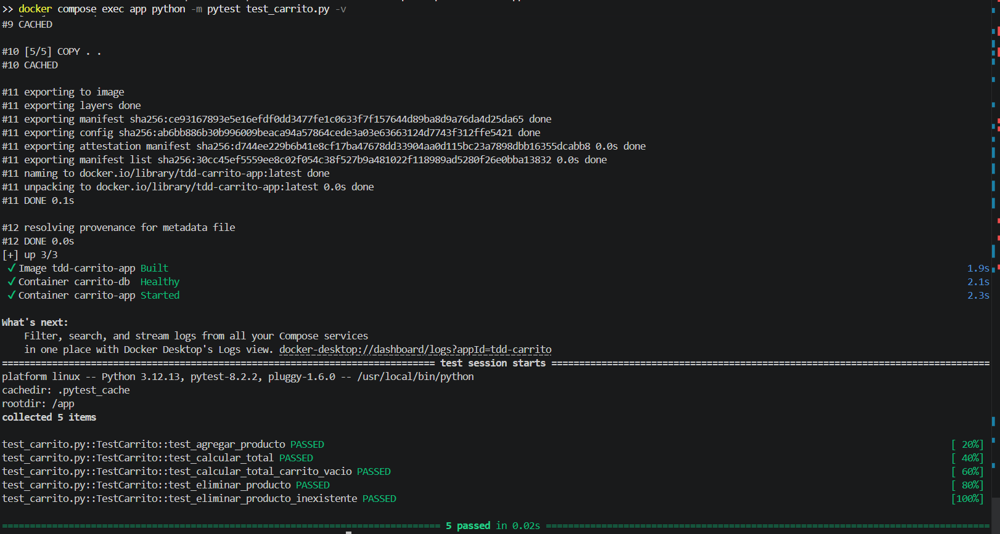 >> docker compose exec app python -m pytest test_carrito.py -v
#9 CACHED
#10 [5/5] COPY . .
#10 CACHED
#11 exporting to image
#11 exporting layers done
#11 exporting manifest sha256:ce93167893e5e16efdf0dd3477fe1c0633f7f157644d89ba8d9a76da4d25da65 done
#11 exporting config sha256:ab6bb886b30b996009beaca94a57864cede3a03e63663124d7743f312ffe5421 done
#11 exporting attestation manifest sha256:d744ee229b6b41e8cf17ba47678dd33904aa0d115bc23a7898dbb16355dcabb8 0.0s done
#11 exporting manifest list sha256:30cc45ef5559ee8c02f054c38f527b9a481022f118989ad5280f26e0bba13832 0.0s done
#11 naming to docker.io/library/tdd-carrito-app:latest done
#11 unpacking to docker.io/library/tdd-carrito-app:latest 0.0s done
#11 DONE 0.1s
#12 resolving provenance for metadata file
#12 DONE 0.0s
[+] up 3/3
✓ Image tdd-carrito-app Built 1.9s
✓ Container carrito-db Healthy 2.1s
✓ Container carrito-app Started 2.3s
What's next:
Filter, search, and stream logs from all your Compose services
in one place with Docker Desktop's Logs view. docker-desktop://dashboard/logs?appId=tdd-carrito
============================== test session starts ==============================
platform linux -- Python 3.12.13, pytest-8.2.2, pluggy-1.6.0 -- /usr/local/bin/python
cachedir: .pytest_cache
rootdir: /app
collected 5 items
test_carrito.py::TestCarrito::test_agregar_producto PASSED [ 20%]
test_carrito.py::TestCarrito::test_calcular_total PASSED [ 40%]
test_carrito.py::TestCarrito::test_calcular_total_carrito_vacio PASSED [ 60%]
test_carrito.py::TestCarrito::test_eliminar_producto PASSED [ 80%]
test_carrito.py::TestCarrito::test_eliminar_producto_inexistente PASSED [100%]
============================== 5 passed in 0.02s ==============================